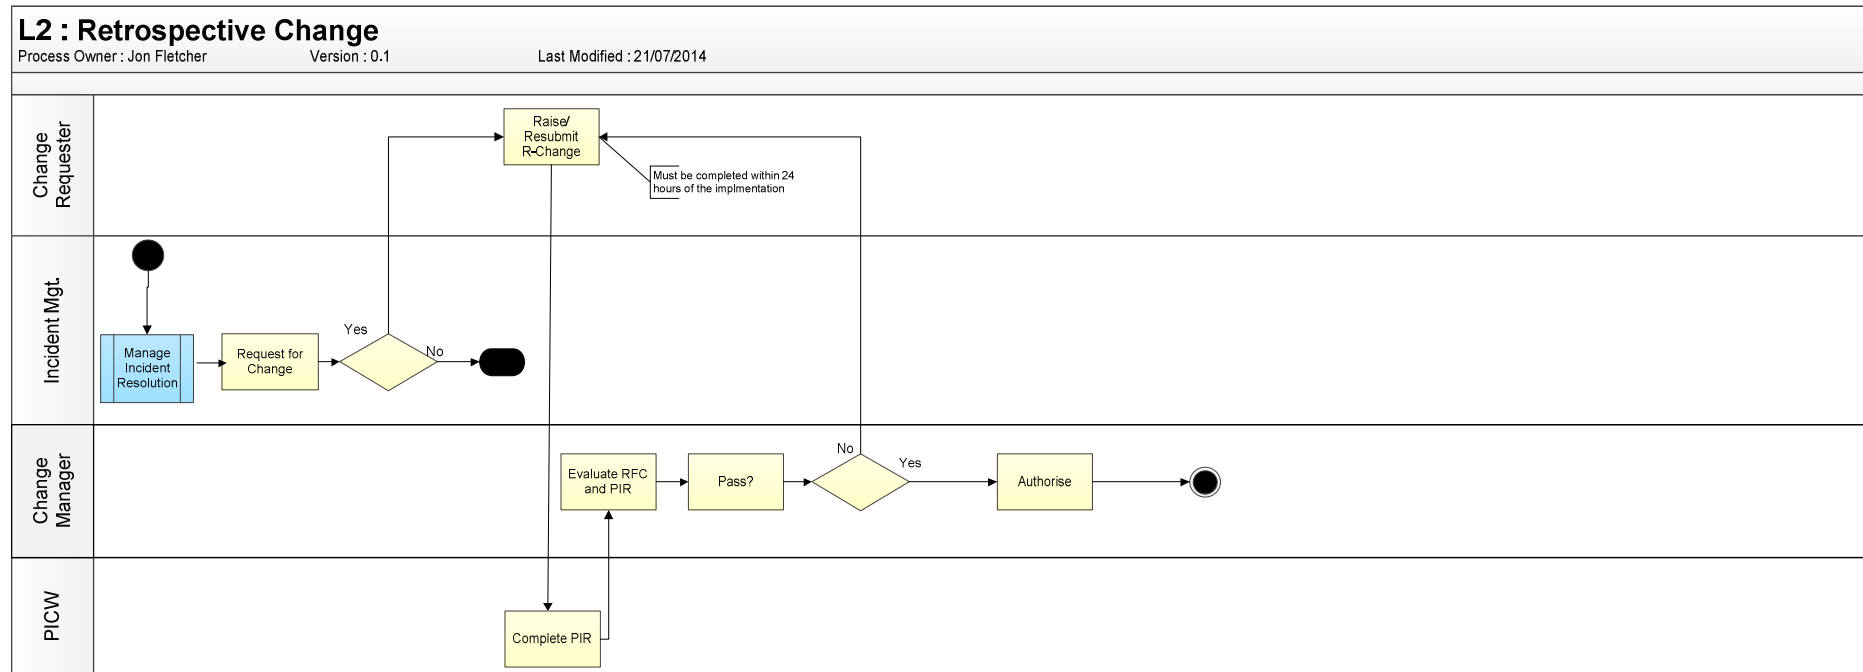 L2 : Retrospective Change
Process Owner : Jon Fletcher Version : 0.1 Last Modified : 21/07/2014
Change
Requester
Raise/
Resubmit
R-Change
Must be completed within 24
hours of the implmentation
Incident Mgt.
Manage
Incident
Resolution
Request for
Change
Yes
No
Change
Manager
Evaluate RFC
and PIR
Pass?
No
Yes
Authorise
PICW
Complete PIR